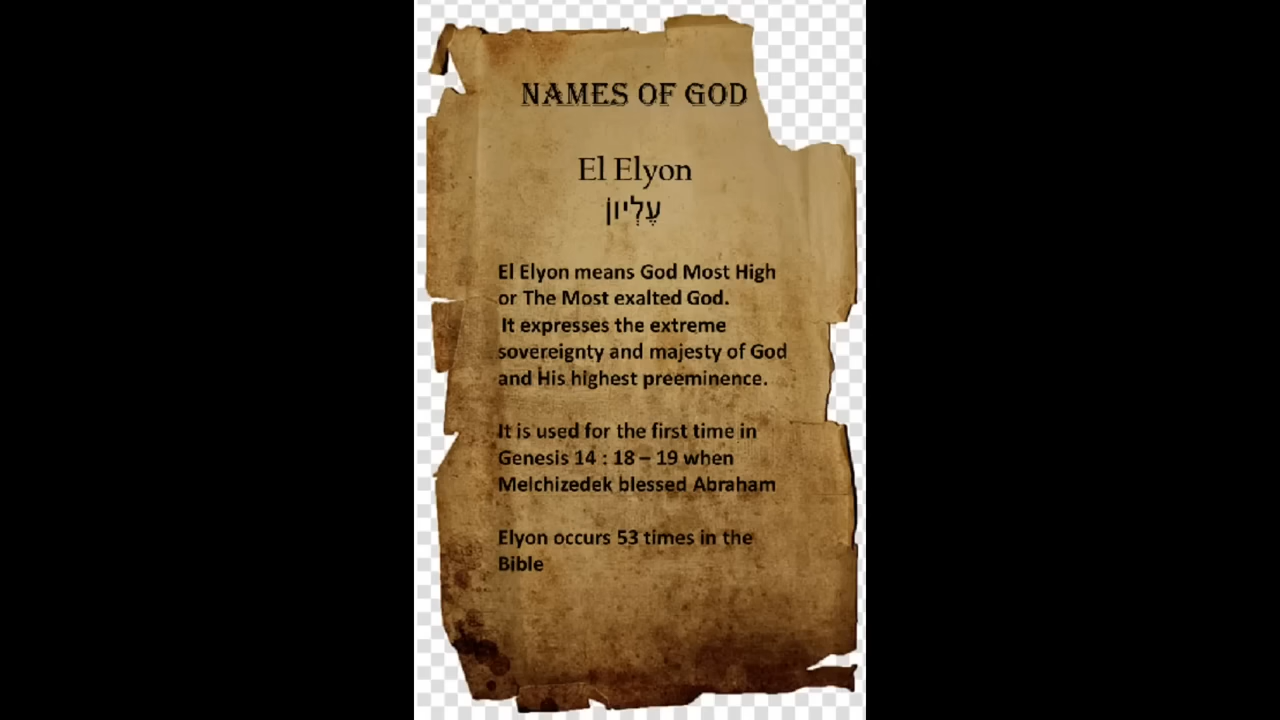 NAMES OF GOD
El Elyon
עֶלְיוֹן
El Elyon means God Most High
or The Most exalted God.
It expresses the extreme
sovereignty and majesty of God
and His highest preeminence.
It is used for the first time in
Genesis 14 : 18 – 19 when
Melchizedek blessed Abraham
Elyon occurs 53 times in the
Bible